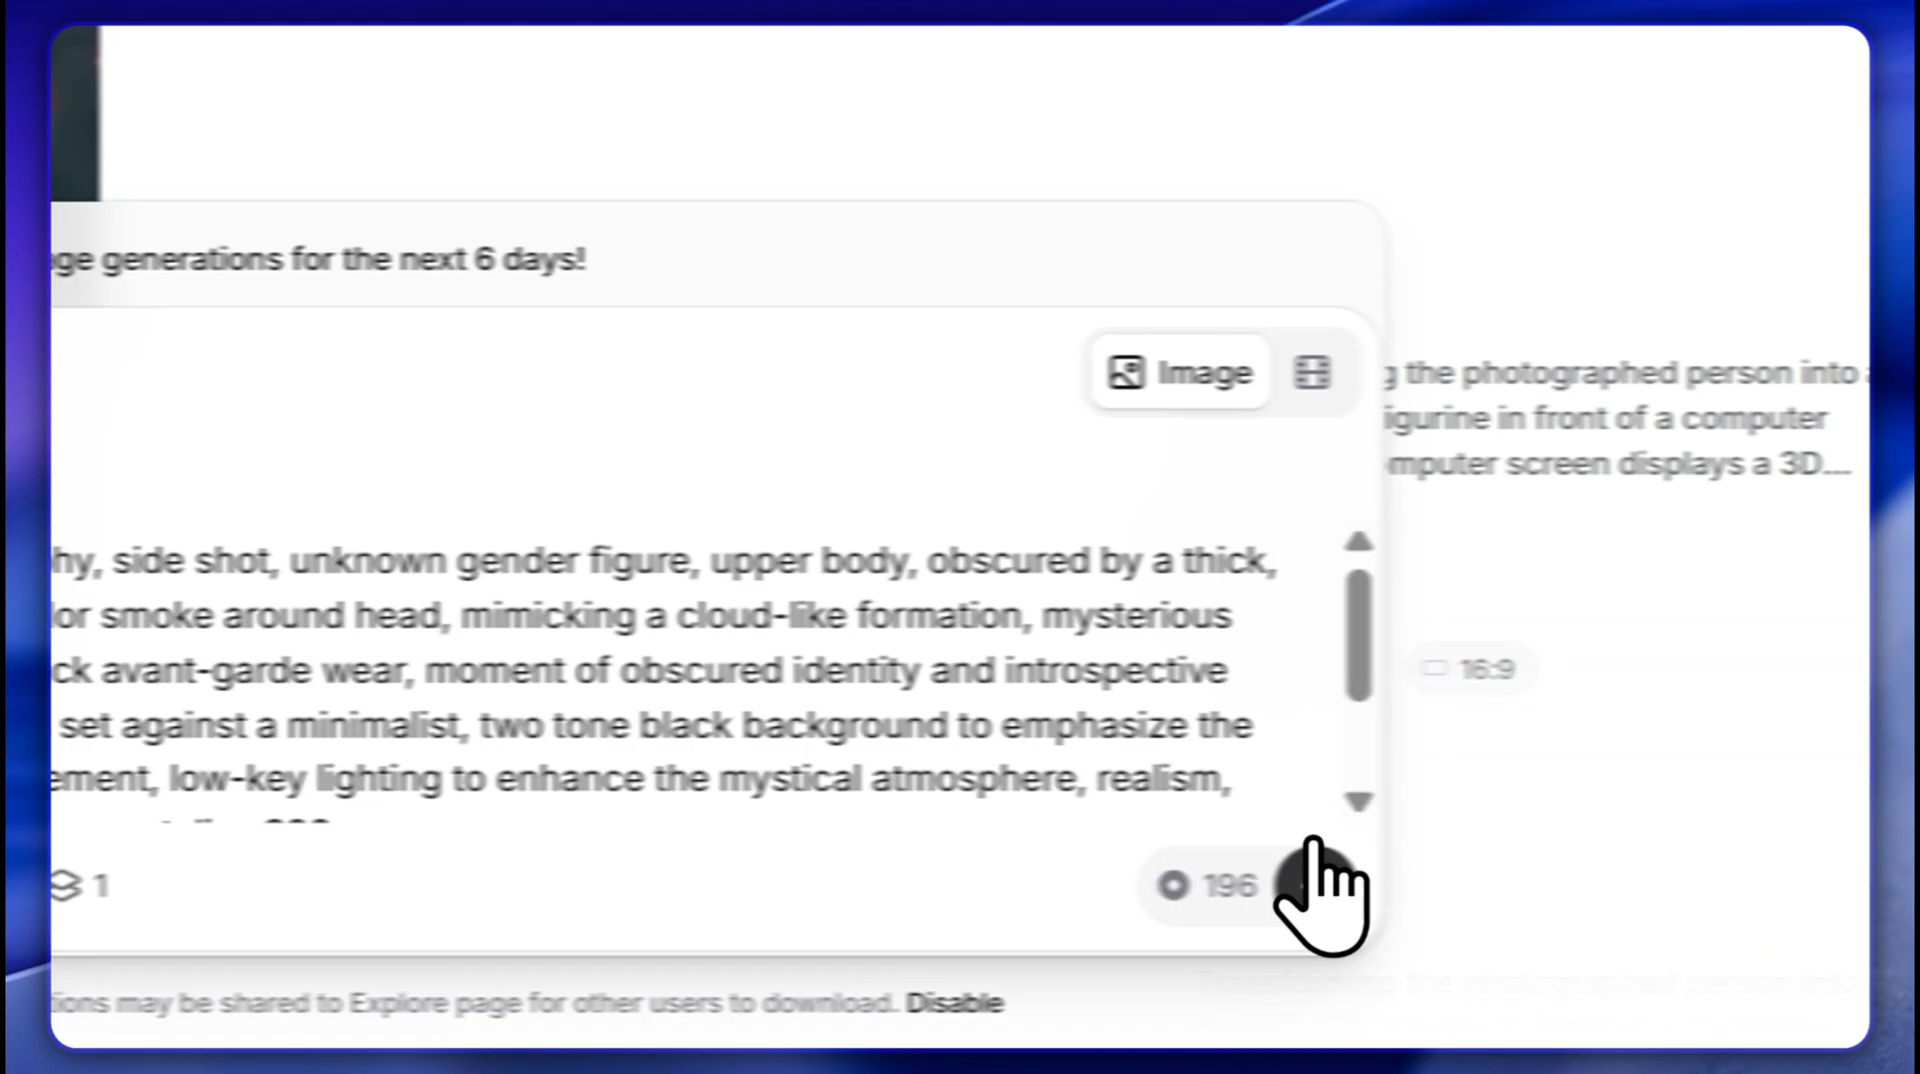 ge generations for the next 6 days!
Image
g the photographed person into
igurine in front of a computer
mputer screen displays a 3D...
hy, side shot, unknown gender figure, upper body, obscured by a thick,
lor smoke around head, mimicking a cloud-like formation, mysterious
ck avant-garde wear, moment of obscured identity and introspective
set against a minimalist, two tone black background to emphasize the
ement, low-key lighting to enhance the mystical atmosphere, realism,
16:9
1
196
tions may be shared to Explore page for other users to download. Disable